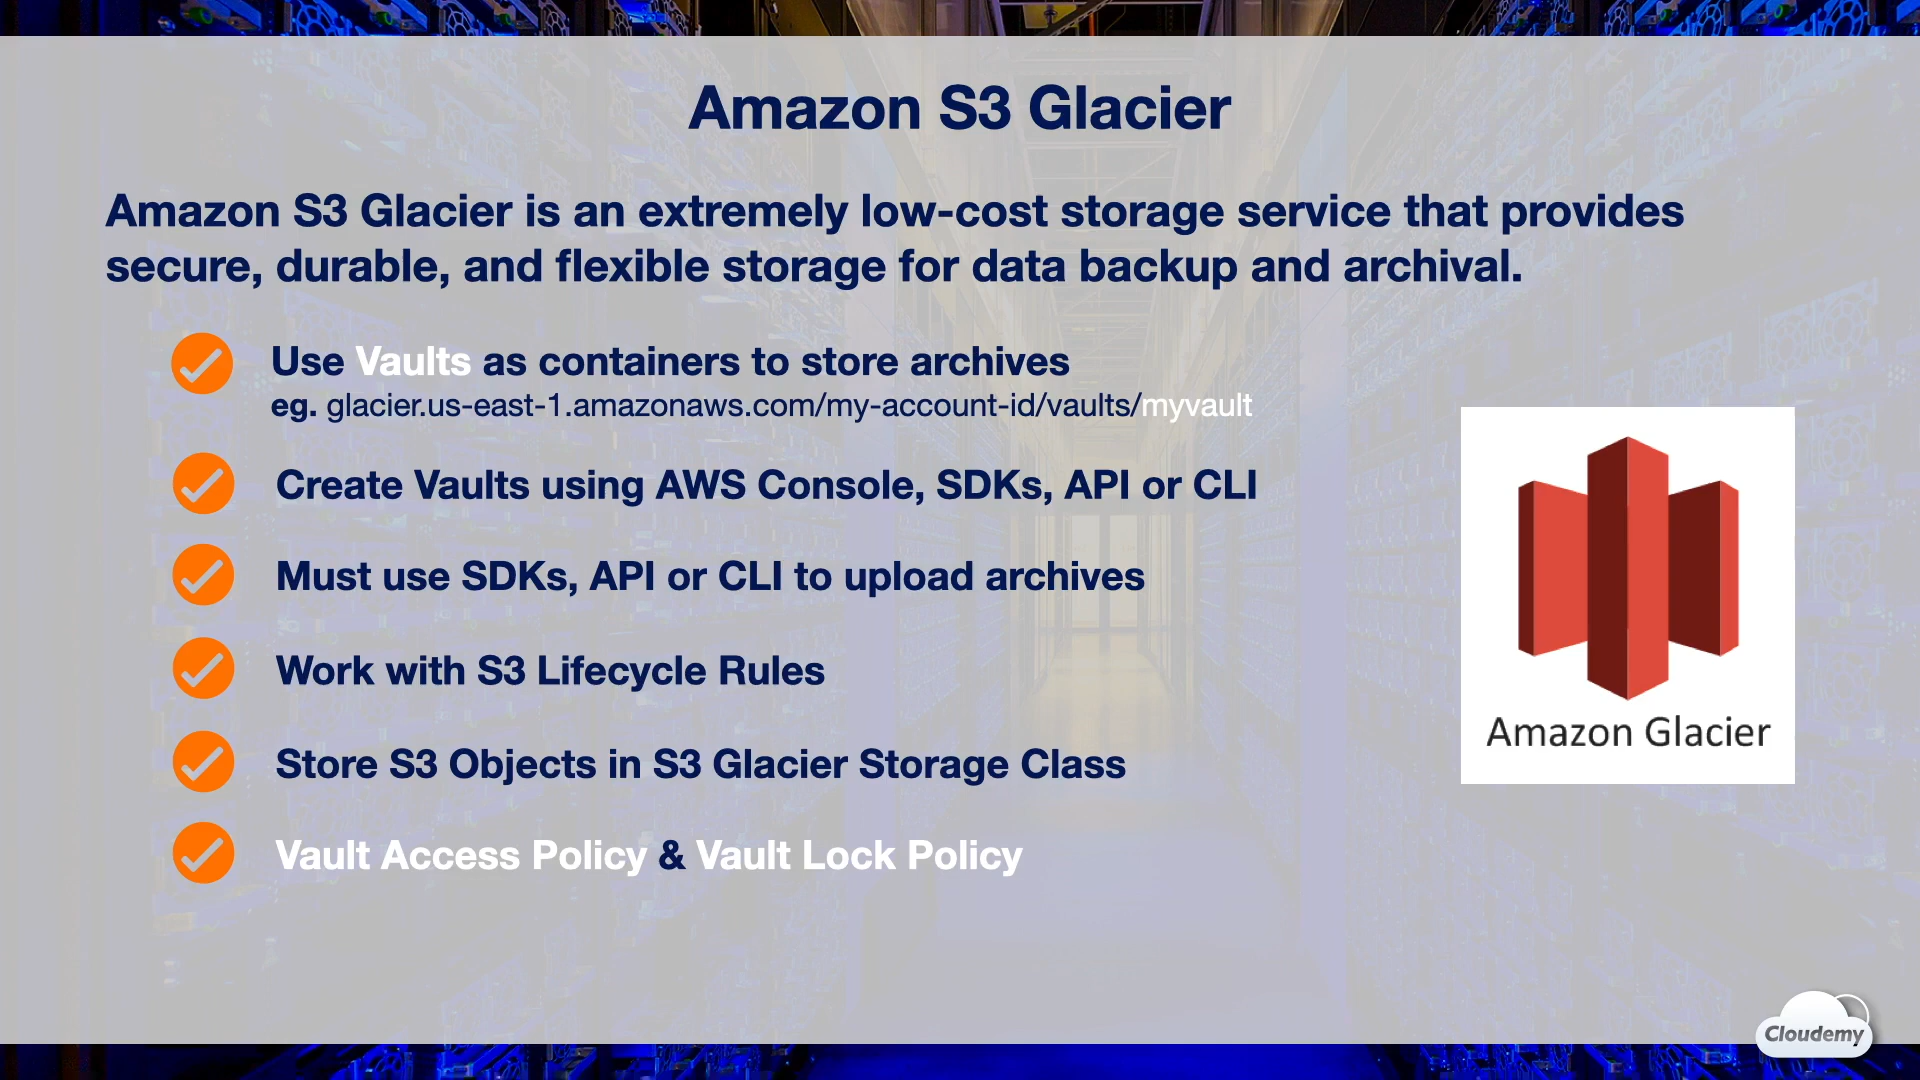 Amazon S3 Glacier
Amazon S3 Glacier is an extremely low-cost storage service that provides
secure, durable, and flexible storage for data backup and archival.
Use Vaults as containers to store archives
eg. glacier.us-east-1.amazonaws.com/my-account-id/vaults/myvault
Create Vaults using AWS Console, SDKs, API or CLI
Must use SDKs, API or CLI to upload archives
Work with S3 Lifecycle Rules
Store S3 Objects in S3 Glacier Storage Class
Vault Access Policy & Vault Lock Policy
Amazon Glacier
Cloudemy